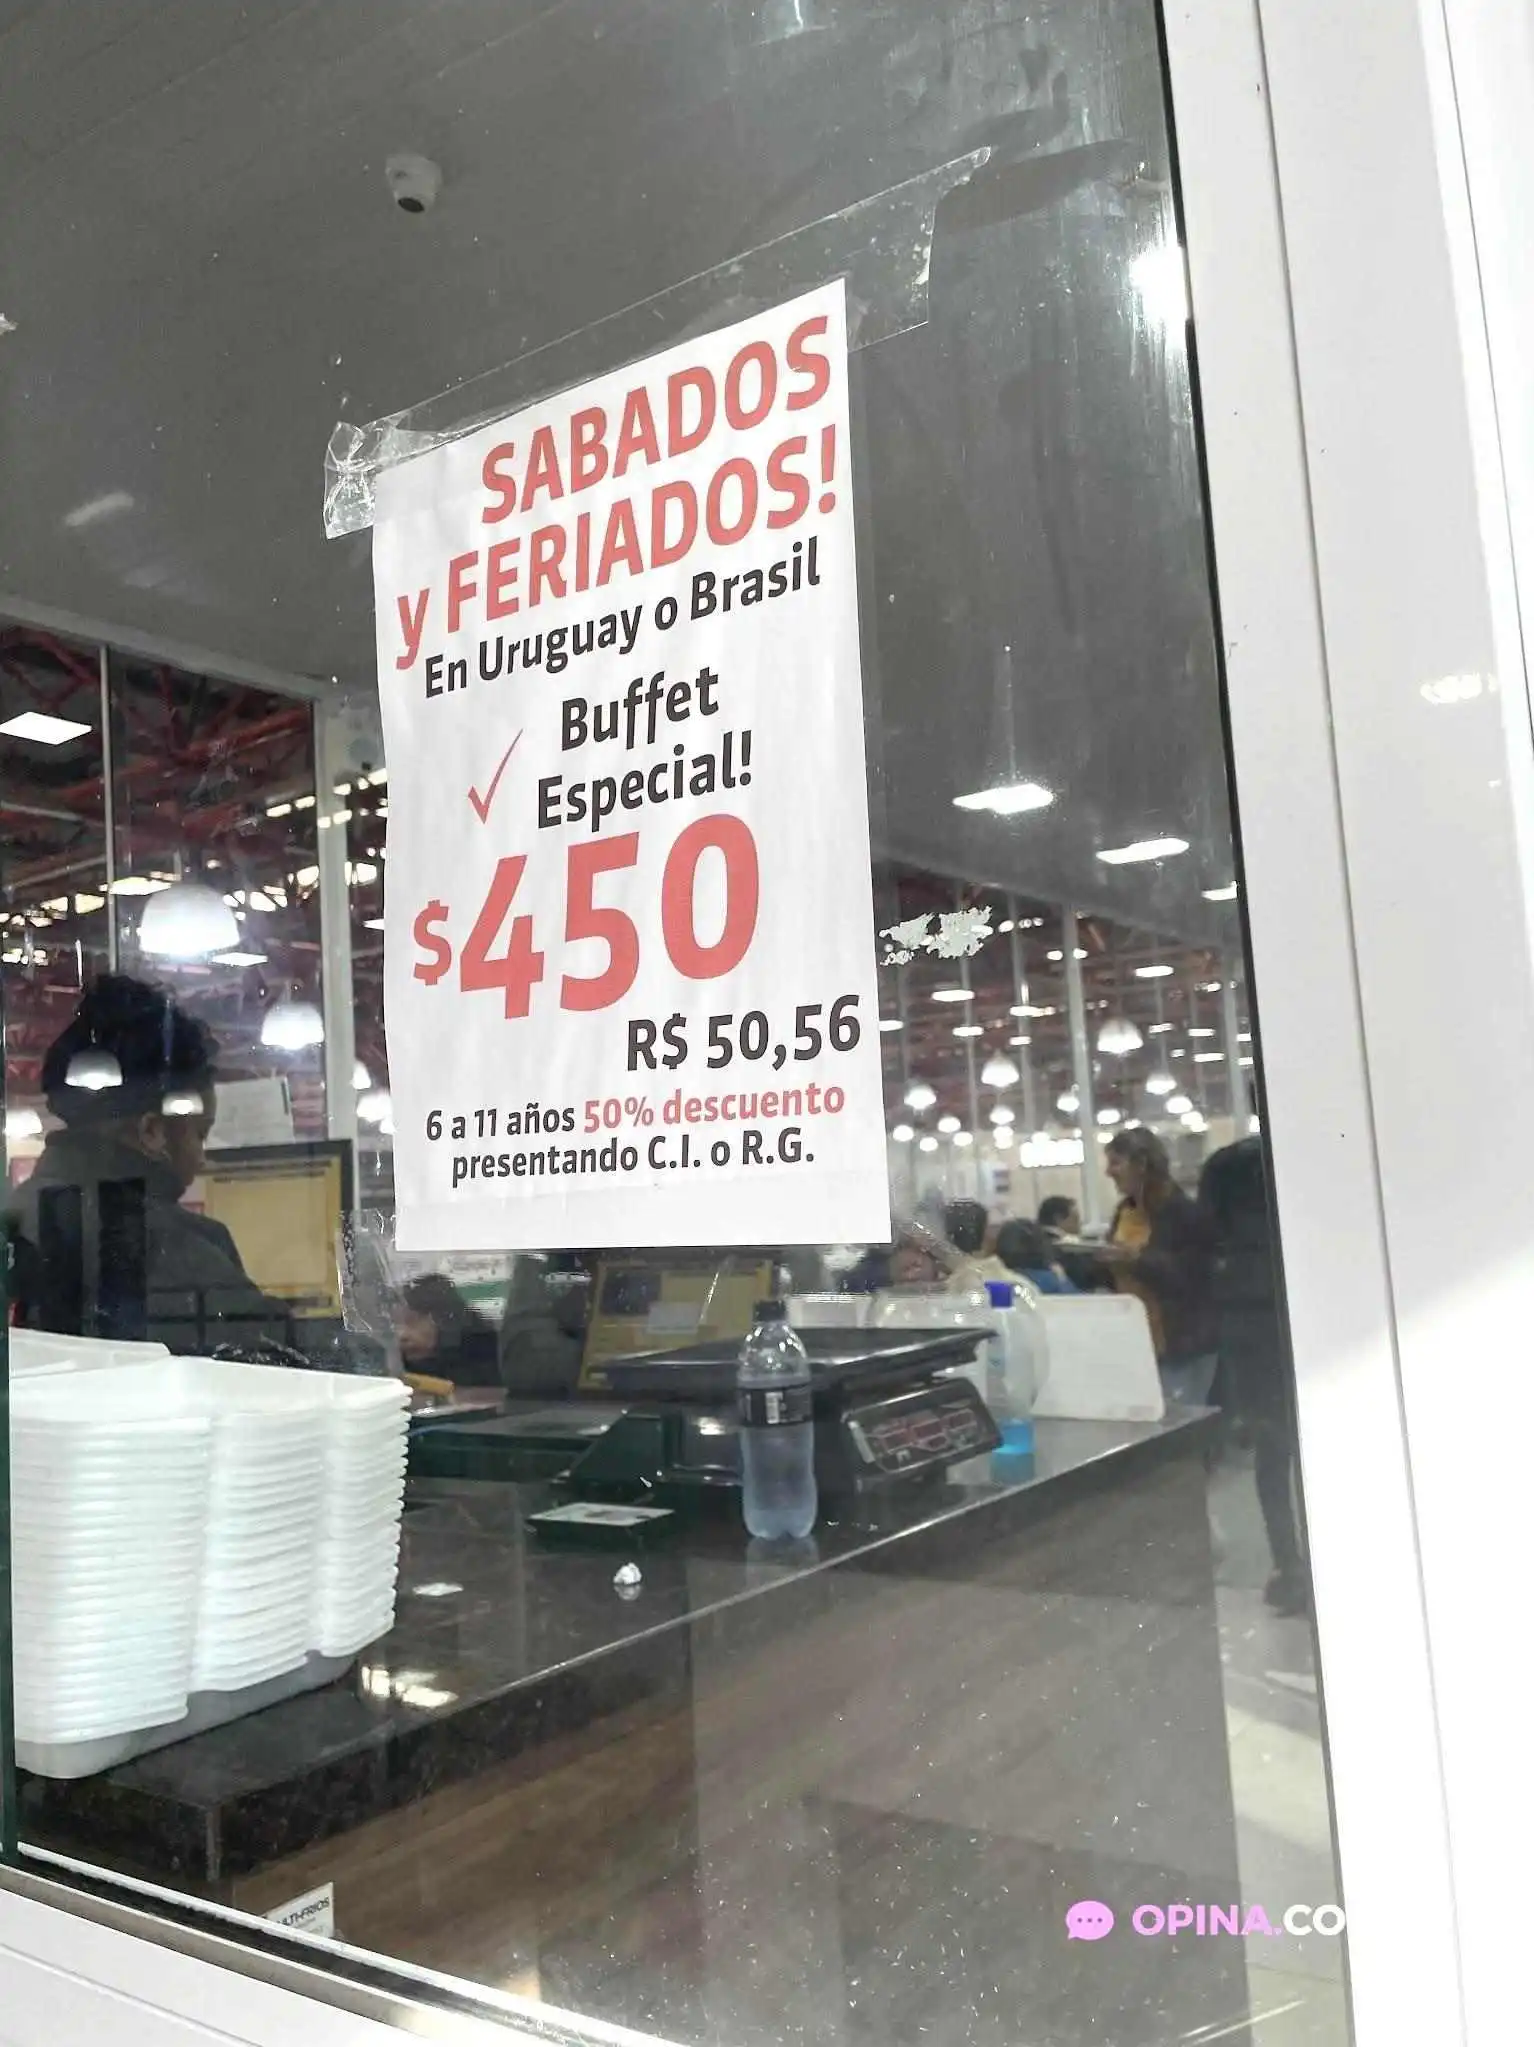 SABADOS
y FERIADOS!
En Uruguay o Brasil
Buffet
Especial!
$450
R$ 50,56
6 a 11 años 50% descuento
presentando C.I. o R.G.
OPINA.CO